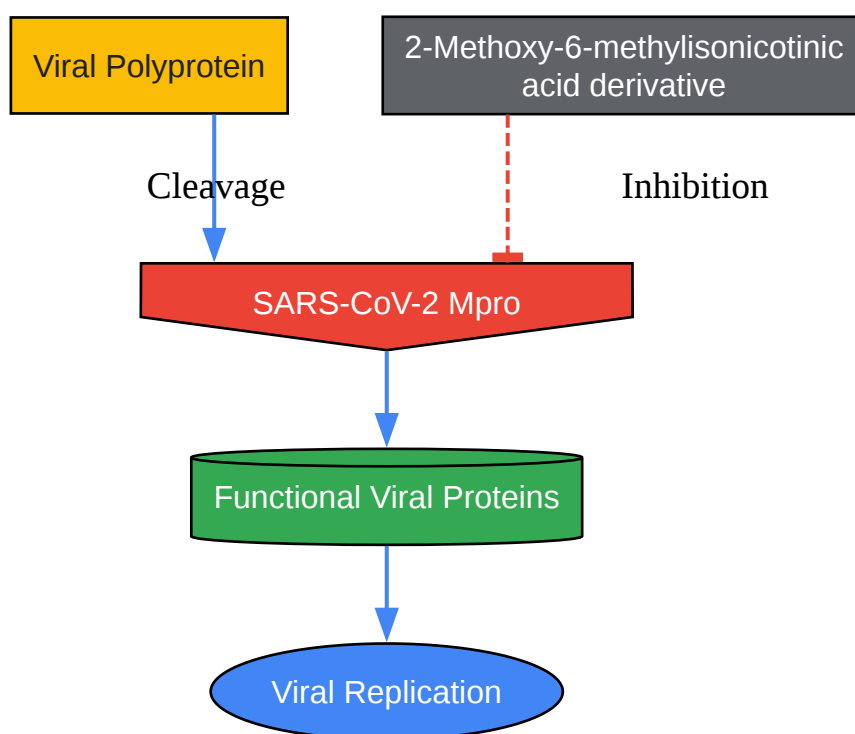 Viral Polyprotein
2-Methoxy-6-methylisonicotinic
acid derivative
Cleavage
Inhibition
SARS-CoV-2 Mpro
Functional Viral Proteins
Viral Replication